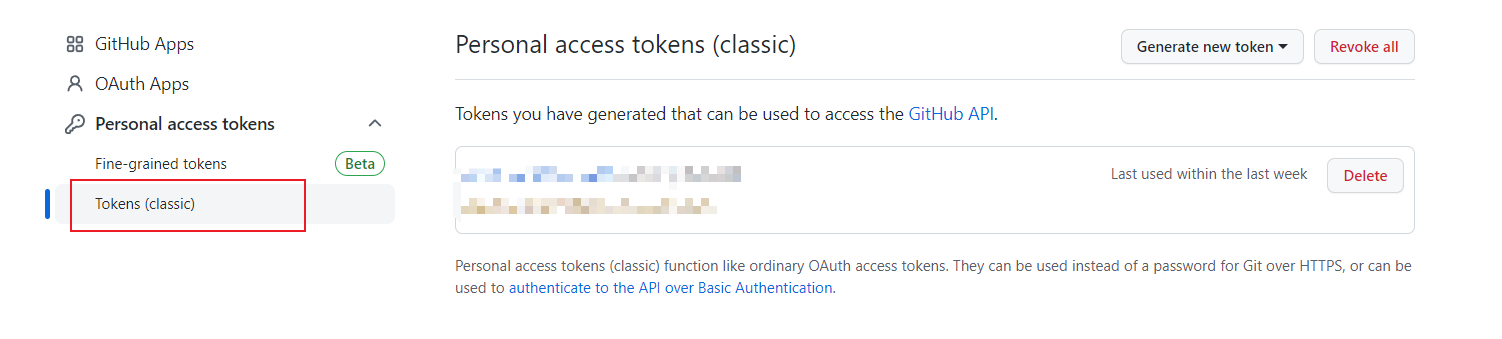 GitHub Apps
OAuth Apps
Personal access tokens
Fine-grained tokens Beta
Tokens (classic)
Personal access tokens (classic)
Generate new token
Revoke all
Tokens you have generated that can be used to access the GitHub API.
Last used within the last week
Delete
Personal access tokens (classic) function like ordinary OAuth access tokens. They can be used instead of a password for Git over HTTPS, or can be
used to authenticate to the API over Basic Authentication.